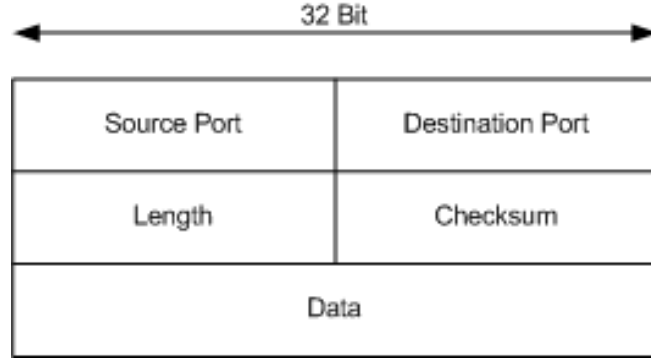 32 Bit
Source Port Destination Port
Length Checksum
Data